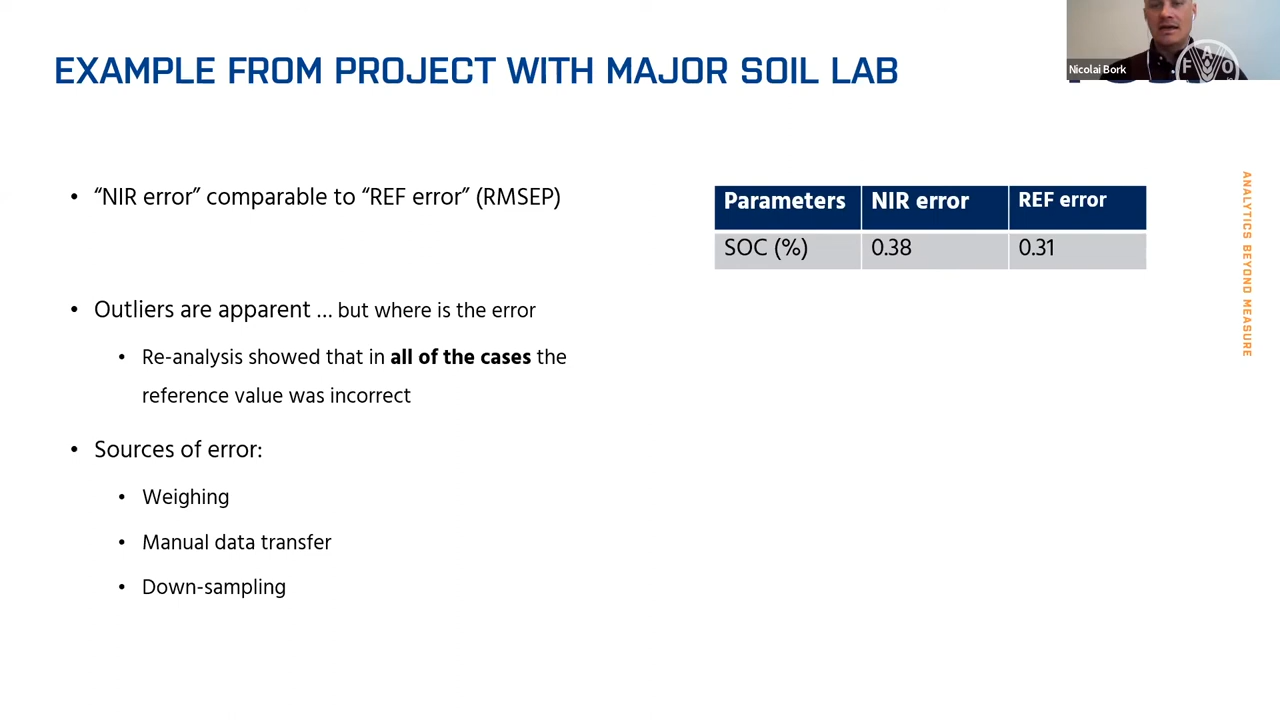 EXAMPLE FROM PROJECT WITH MAJOR SOIL LAB
Nicolai Bork
F A O
• “NIR error” comparable to “REF error” (RMSEP)
• Outliers are apparent ... but where is the error
• Re-analysis showed that in all of the cases the
reference value was incorrect
• Sources of error:
• Weighing
• Manual data transfer
• Down-sampling
Parameters NIR error REF error
SOC (%) 0.38 0.31
ANALYTICS BEYOND MEASURE